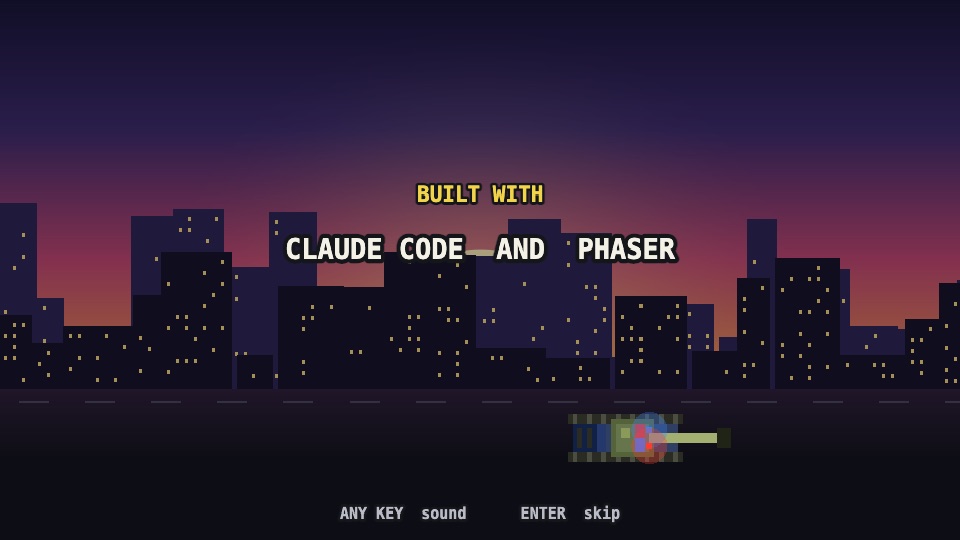 BUILT WITH
CLAUDE CODE AND PHASER
ANY KEY sound ENTER skip